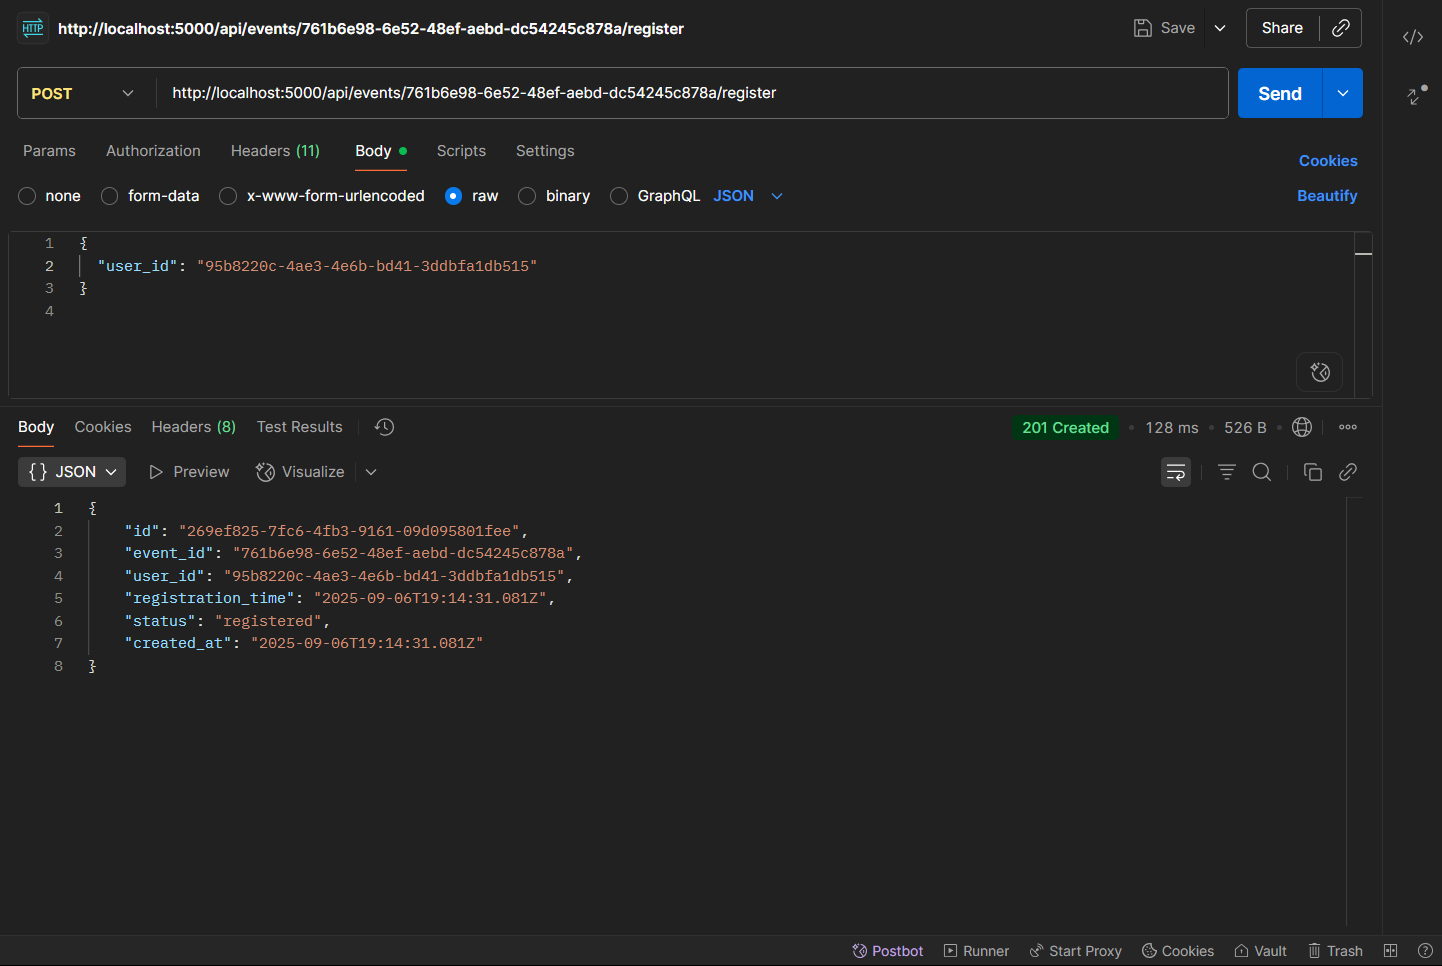 HTTP http://localhost:5000/api/events/761b6e98-6e52-48ef-aebd-dc54245c878a/register Save Share
POST http://localhost:5000/api/events/761b6e98-6e52-48ef-aebd-dc54245c878a/register Send
Params Authorization Headers (11) Body Scripts Settings Cookies
none form-data x-www-form-urlencoded raw binary GraphQL JSON Beautify
1 {
2 "user_id": "95b8220c-4ae3-4e6b-bd41-3ddbfa1db515"
3 }
4
Body Cookies Headers (8) Test Results 201 Created 128 ms 526 B
{} JSON Preview Visualize
1 {
2 "id": "269ef825-7fc6-4fb3-9161-09d095801fee",
3 "event_id": "761b6e98-6e52-48ef-aebd-dc54245c878a",
4 "user_id": "95b8220c-4ae3-4e6b-bd41-3ddbfa1db515",
5 "registration_time": "2025-09-06T19:14:31.081Z",
6 "status": "registered",
7 "created_at": "2025-09-06T19:14:31.081Z"
8 }
Postbot Runner Start Proxy Cookies Vault Trash